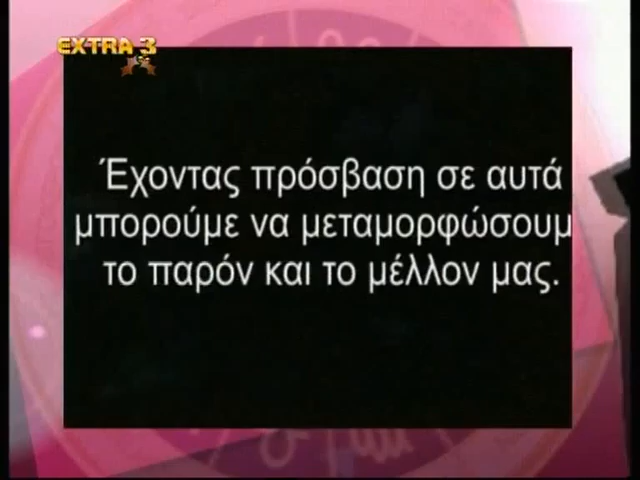 EXTRA 3
Έχοντας πρόσβαση σε αυτά
μπορούμε να μεταμορφώσουμ
το παρόν και το μέλλον μας.